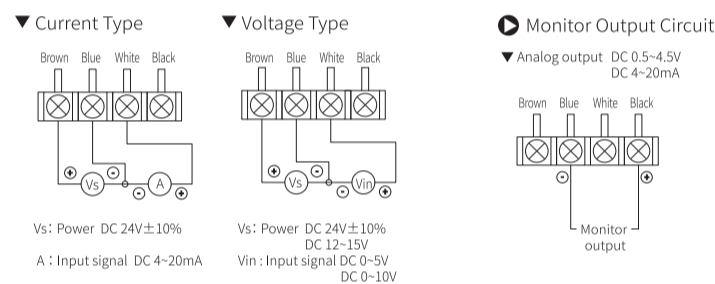 ▼ Current Type
Brown Blue White Black
⊕ ⊖
Vs A
⊖ ⊕
Vs: Power DC 24V±10%
A : Input signal DC 4~20mA
▼ Voltage Type
Brown Blue White Black
⊕ ⊖
Vs Vin
⊖ ⊕
Vs: Power DC 24V±10%
DC 12~15V
Vin : Input signal DC 0~5V
DC 0~10V
▶ Monitor Output Circuit
▼ Analog output DC 0.5~4.5V
DC 4~20mA
Brown Blue White Black
⊖ ⊕
Monitor
output